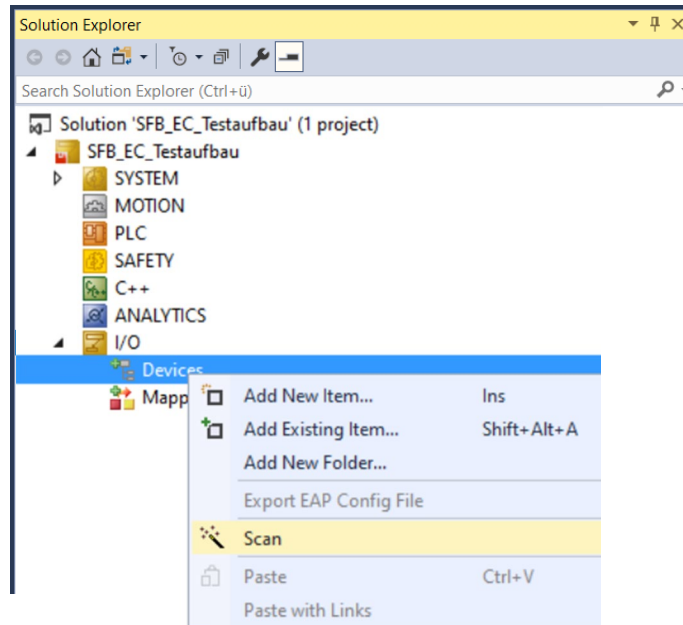 Solution Explorer
Search Solution Explorer (Ctrl+ü)
Solution 'SFB_EC_Testaufbau' (1 project)
SFB_EC_Testaufbau
SYSTEM
MOTION
PLC
SAFETY
C++
ANALYTICS
I/O
Devices
Mapp
Add New Item... Ins
Add Existing Item... Shift+Alt+A
Add New Folder...
Export EAP Config File
Scan
Paste Ctrl+V
Paste with Links